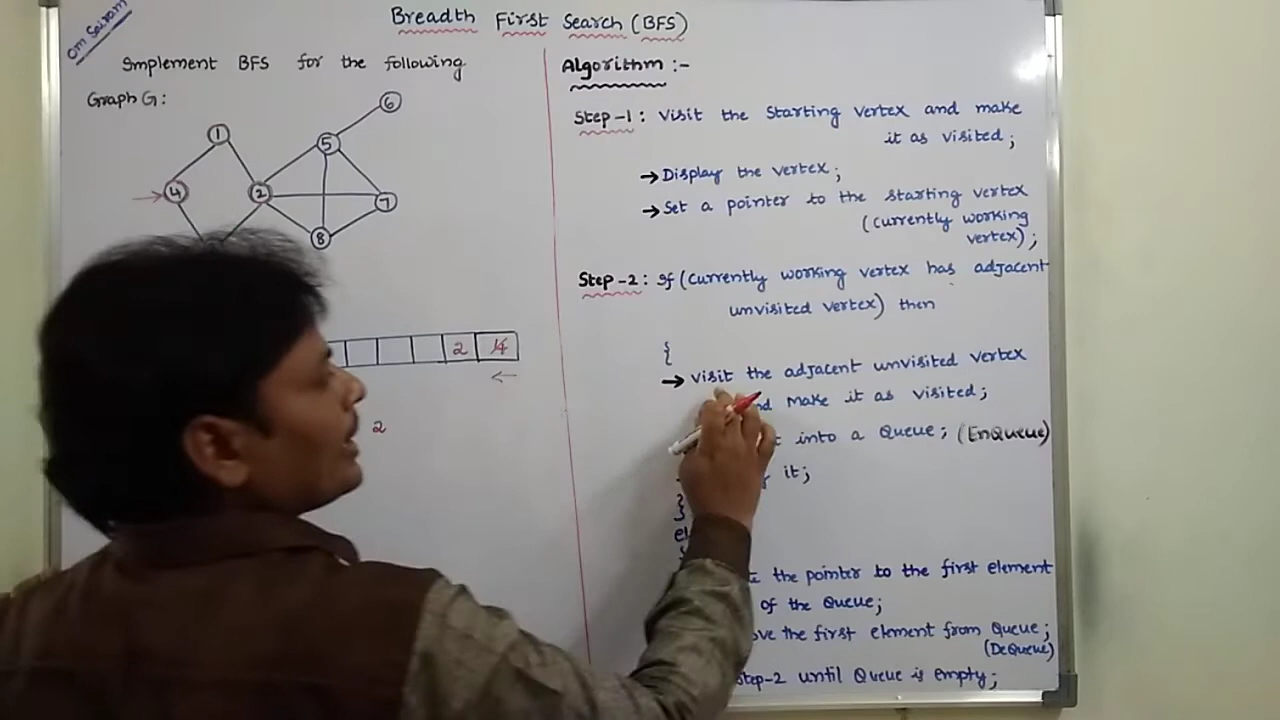 Om Sairam
Breadth First Search (BFS)
Implement BFS for the following
Graph G:
6
1
5
4
2
7
8
2 4
2
Algorithm :-
Step-1: Visit the Starting vertex and make
it as visited;
→ Display the vertex;
→ Set a pointer to the starting vertex
(currently working
vertex);
Step-2: If (currently working vertex has adjacent
unvisited vertex) then
{
→ visit the adjacent unvisited vertex
make it as visited;
into a Queue; (EnQueue)
it;
}
{
the pointer to the first element
of the Queue;
the first element from Queue;
(DeQueue)
Step-2 until Queue is empty;